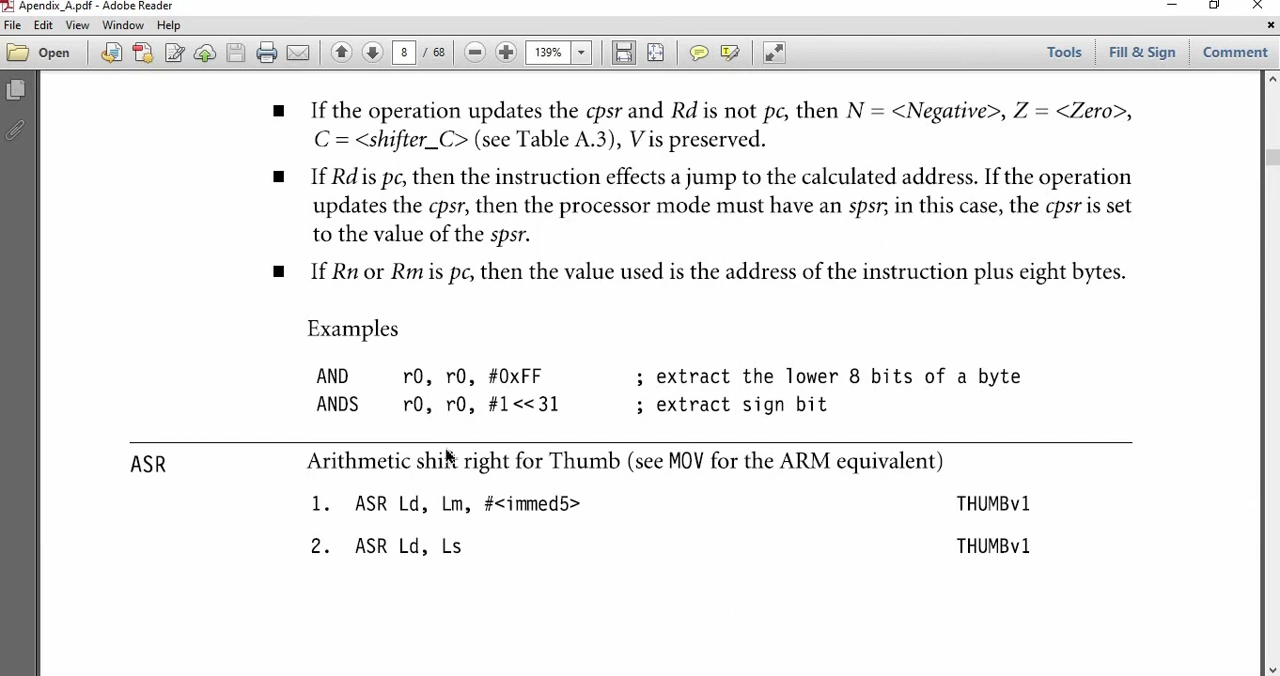 Apendix_A.pdf - Adobe Reader
File Edit View Window Help
Open 8 / 68 139% Tools Fill & Sign Comment
■ If the operation updates the cpsr and Rd is not pc, then N = <Negative>, Z = <Zero>,
C = <shifter_C> (see Table A.3), V is preserved.
■ If Rd is pc, then the instruction effects a jump to the calculated address. If the operation
updates the cpsr, then the processor mode must have an spsr; in this case, the cpsr is set
to the value of the spsr.
■ If Rn or Rm is pc, then the value used is the address of the instruction plus eight bytes.
Examples
AND r0, r0, #0xFF ; extract the lower 8 bits of a byte
ANDS r0, r0, #1<<31 ; extract sign bit
ASR Arithmetic shift right for Thumb (see MOV for the ARM equivalent)
1. ASR Ld, Lm, #<immed5> THUMBv1
2. ASR Ld, Ls THUMBv1